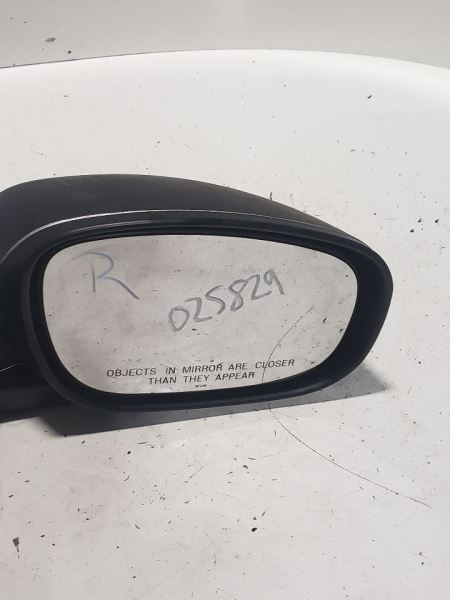 R
025829
OBJECTS IN MIRROR ARE CLOSER
THAN THEY APPEAR